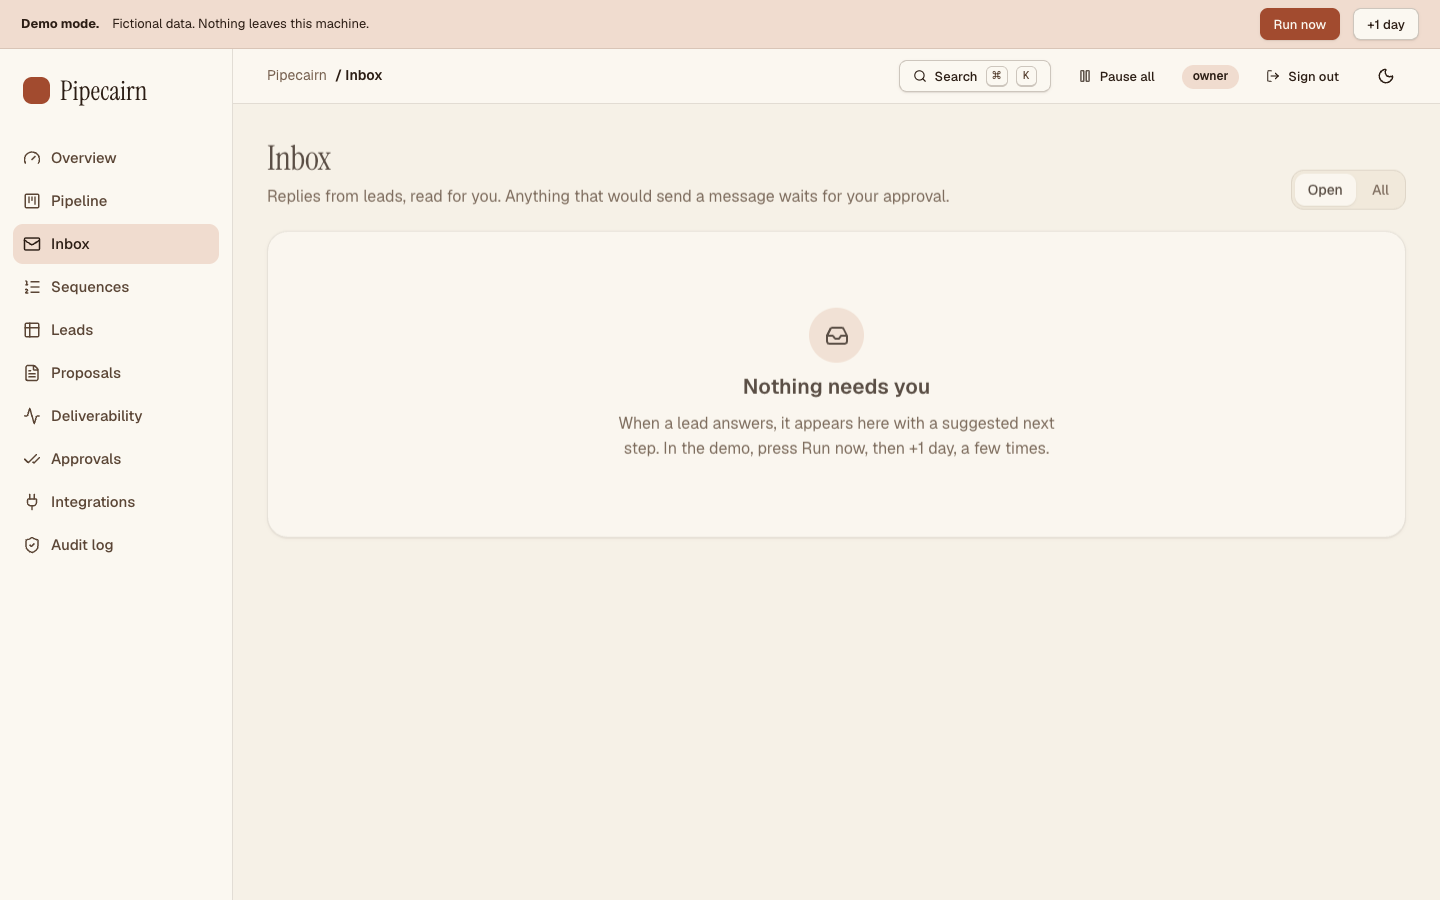 Demo mode. Fictional data. Nothing leaves this machine.
Run now
+1 day
Pipecairn
Pipecairn / Inbox
Search ⌘ K
Pause all
owner
Sign out
Overview
Pipeline
Inbox
Sequences
Leads
Proposals
Deliverability
Approvals
Integrations
Audit log
Inbox
Replies from leads, read for you. Anything that would send a message waits for your approval.
Open
All
Nothing needs you
When a lead answers, it appears here with a suggested next
step. In the demo, press Run now, then +1 day, a few times.